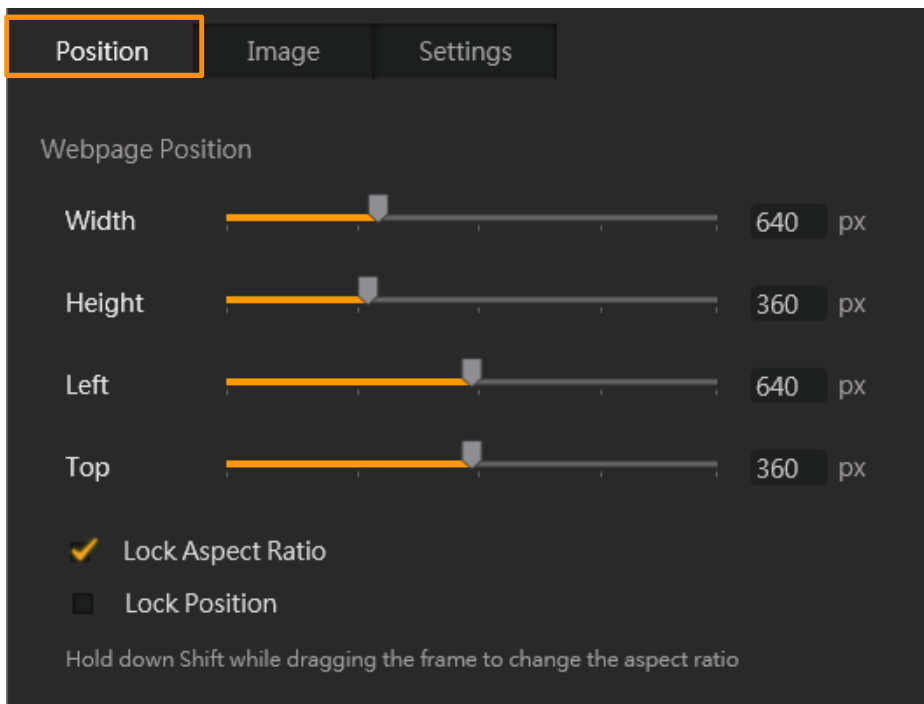 Position Image Settings
Webpage Position
Width 640 px
Height 360 px
Left 640 px
Top 360 px
Lock Aspect Ratio
Lock Position
Hold down Shift while dragging the frame to change the aspect ratio